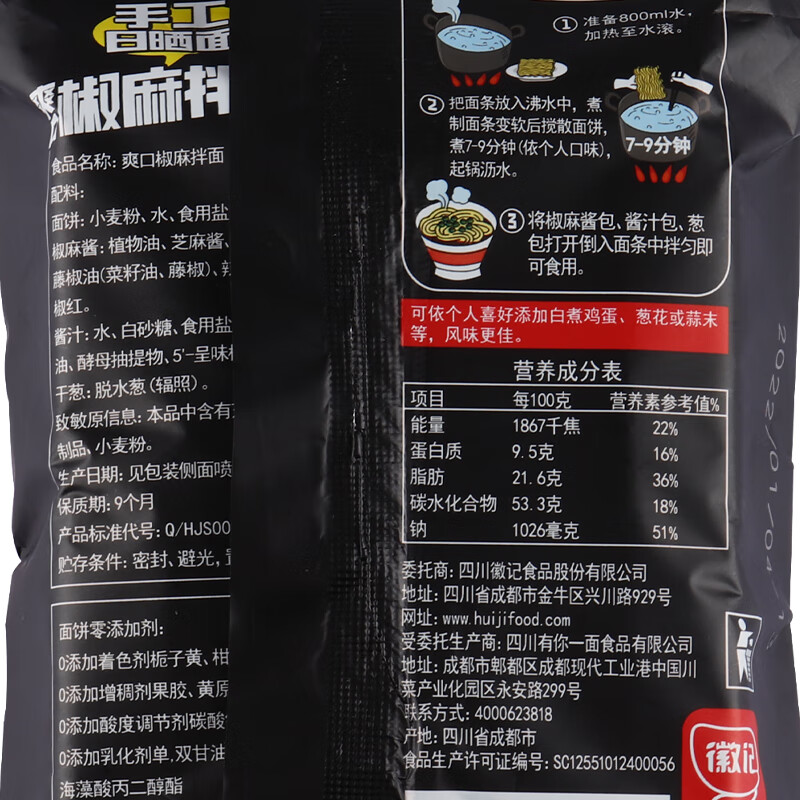 手工
日晒面
爽口椒麻拌
食品名称: 爽口椒麻拌面
配料:
面饼: 小麦粉、水、食用盐
椒麻酱: 植物油、芝麻酱、
藤椒油(菜籽油、藤椒)、辣
椒红。
酱汁: 水、白砂糖、食用盐
油、酵母抽提物、5'-呈味核
干葱: 脱水葱(辐照)。
致敏原信息: 本品中含有
制品、小麦粉。
生产日期: 见包装侧面喷
保质期: 9个月
产品标准代号: Q/HJS00
贮存条件: 密封、避光,
面饼零添加剂:
0添加着色剂栀子黄、柑
0添加增稠剂果胶、黄原
0添加酸度调节剂碳酸
0添加乳化剂单,双甘油
海藻酸丙二醇酯
① 准备800ml水,
加热至水滚。
② 把面条放入沸水中, 煮
制面条变软后搅散面饼,
煮7-9分钟(依个人口味),
起锅沥水。
7-9分钟
③ 将椒麻酱包、酱汁包、葱
包打开倒入面条中拌匀即
可食用。
可依个人喜好添加白煮鸡蛋、葱花或蒜末
等, 风味更佳。
营养成分表
项目 每100克 营养素参考值%
能量 1867千焦 22%
蛋白质 9.5克 16%
脂肪 21.6克 36%
碳水化合物 53.3克 18%
钠 1026毫克 51%
委托商: 四川徽记食品股份有限公司
地址: 四川省成都市金牛区兴川路929号
网址: www.huijifood.com
受委托生产商: 四川有你一面食品有限公司
地址: 成都市郫都区成都现代工业港中国川
菜产业化园区永安路299号
联系方式: 4000623818
产地: 四川省成都市
食品生产许可证编号: SC12551012400056
徽记
2022/01/04/